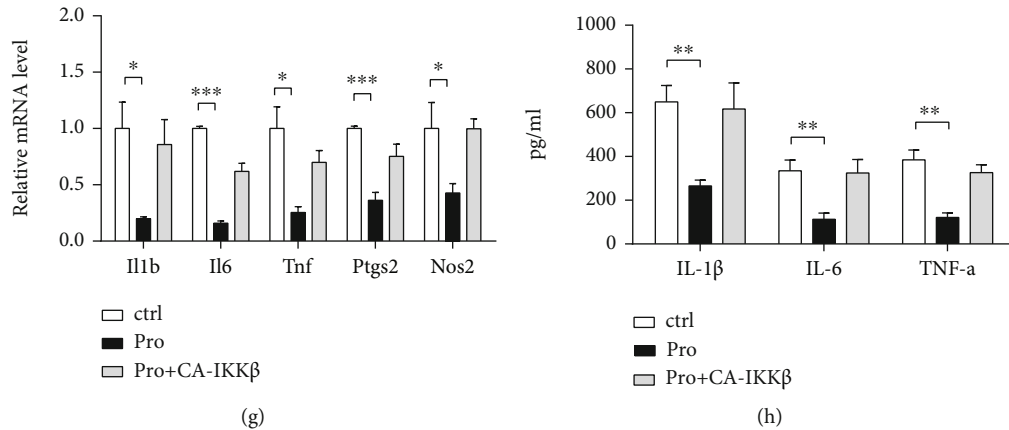 Relative mRNA level
2.0
1.5
1.0
0.5
0.0
*
***
*
***
*
Il1b Il6 Tnf Ptgs2 Nos2
ctrl
Pro
Pro+CA-IKKβ
(g)
pg/ml
1000
800
600
400
200
0
**
**
**
IL-1β IL-6 TNF-a
ctrl
Pro
Pro+CA-IKKβ
(h)